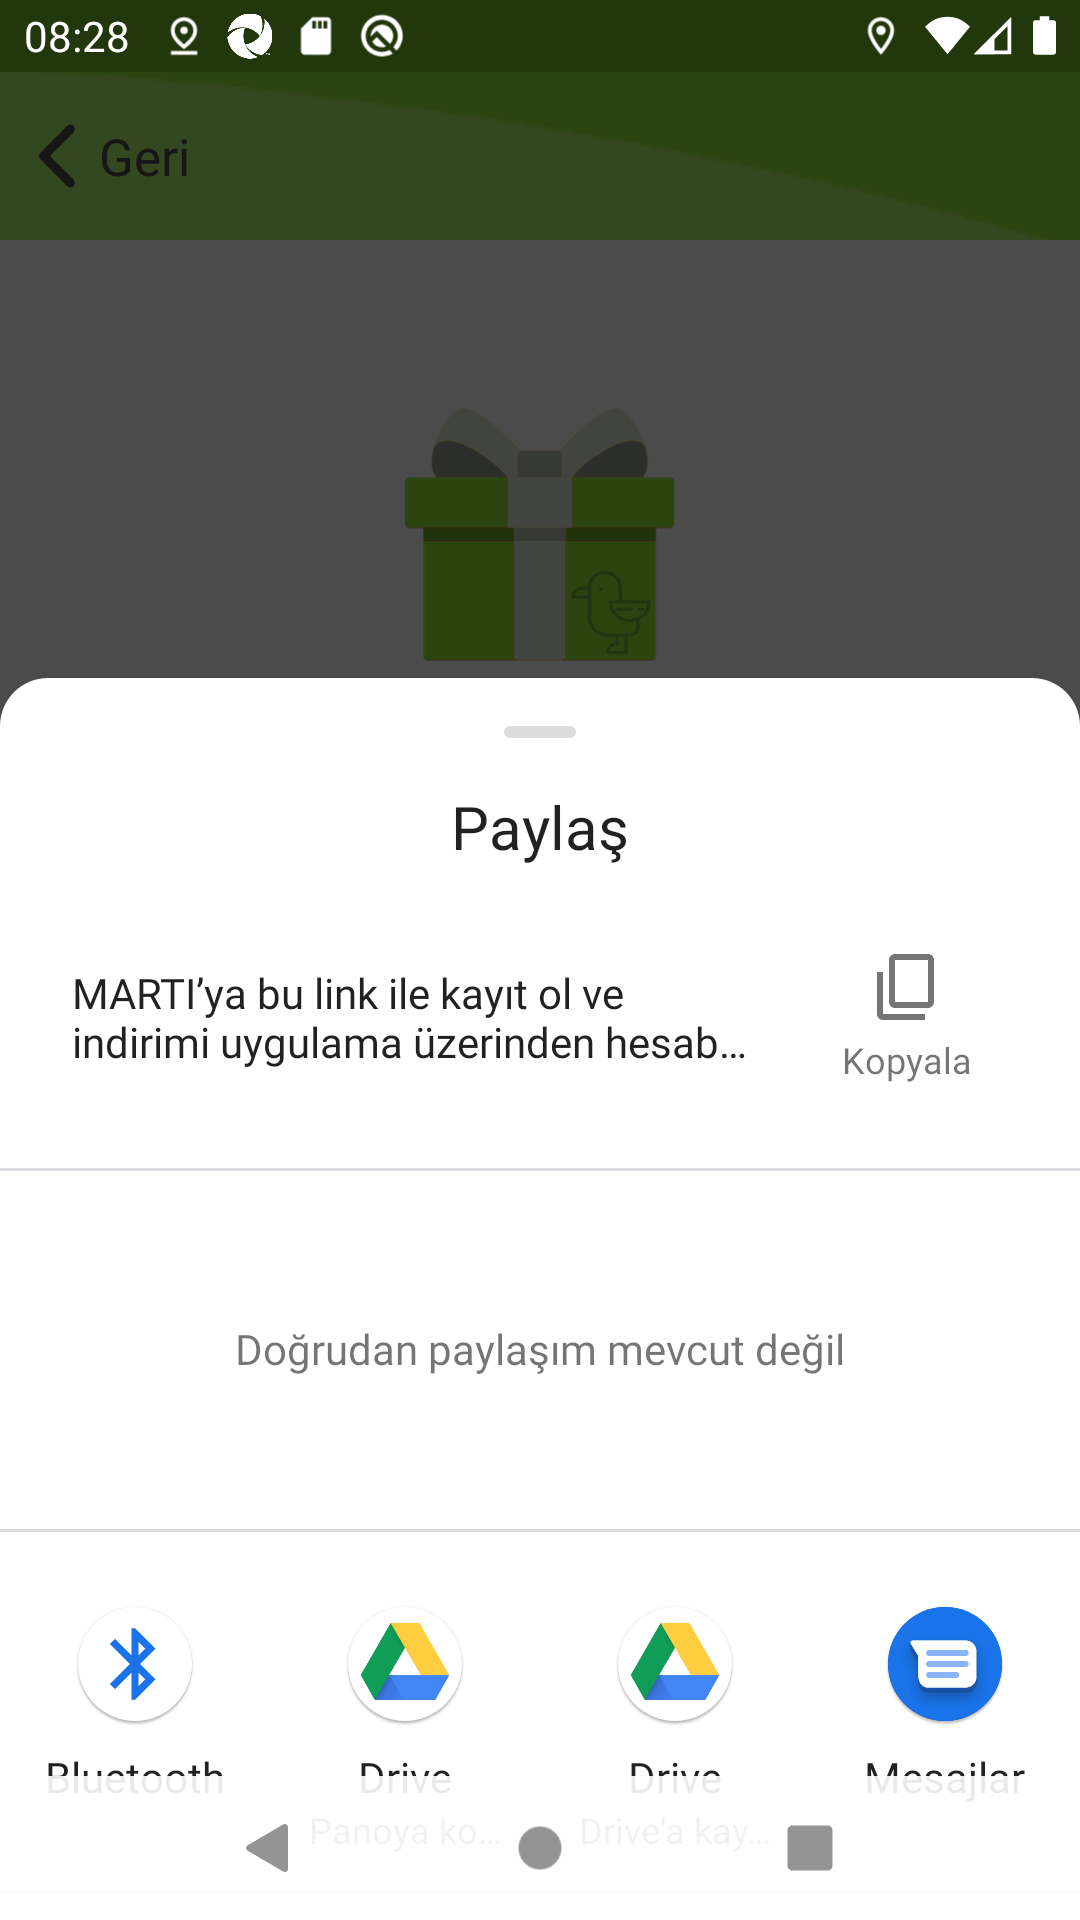 08:28
Geri
Paylaş
MARTI’ya bu link ile kayıt ol ve
indirimi uygulama üzerinden hesab...
Kopyala
Doğrudan paylaşım mevcut değil
Bluetooth
Drive
Drive
Mesajlar
Panoya ko...
Drive'a kay...